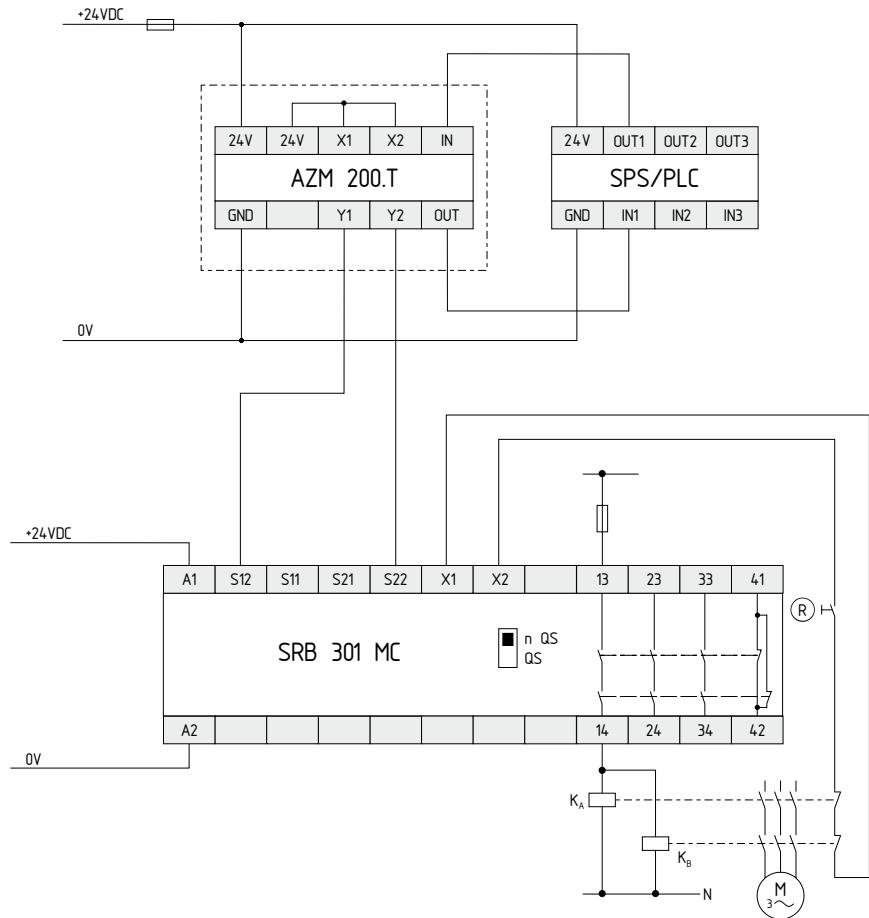 +24VDC
24V 24V X1 X2 IN
AZM 200.T
GND Y1 Y2 OUT
24V OUT1 OUT2 OUT3
SPS/PLC
GND IN1 IN2 IN3
0V
+24VDC
A1 S12 S11 S21 S22 X1 X2 13 23 33 41
SRB 301 MC
n QS
QS
R
A2 14 24 34 42
0V
KA
KB
N
M
3~